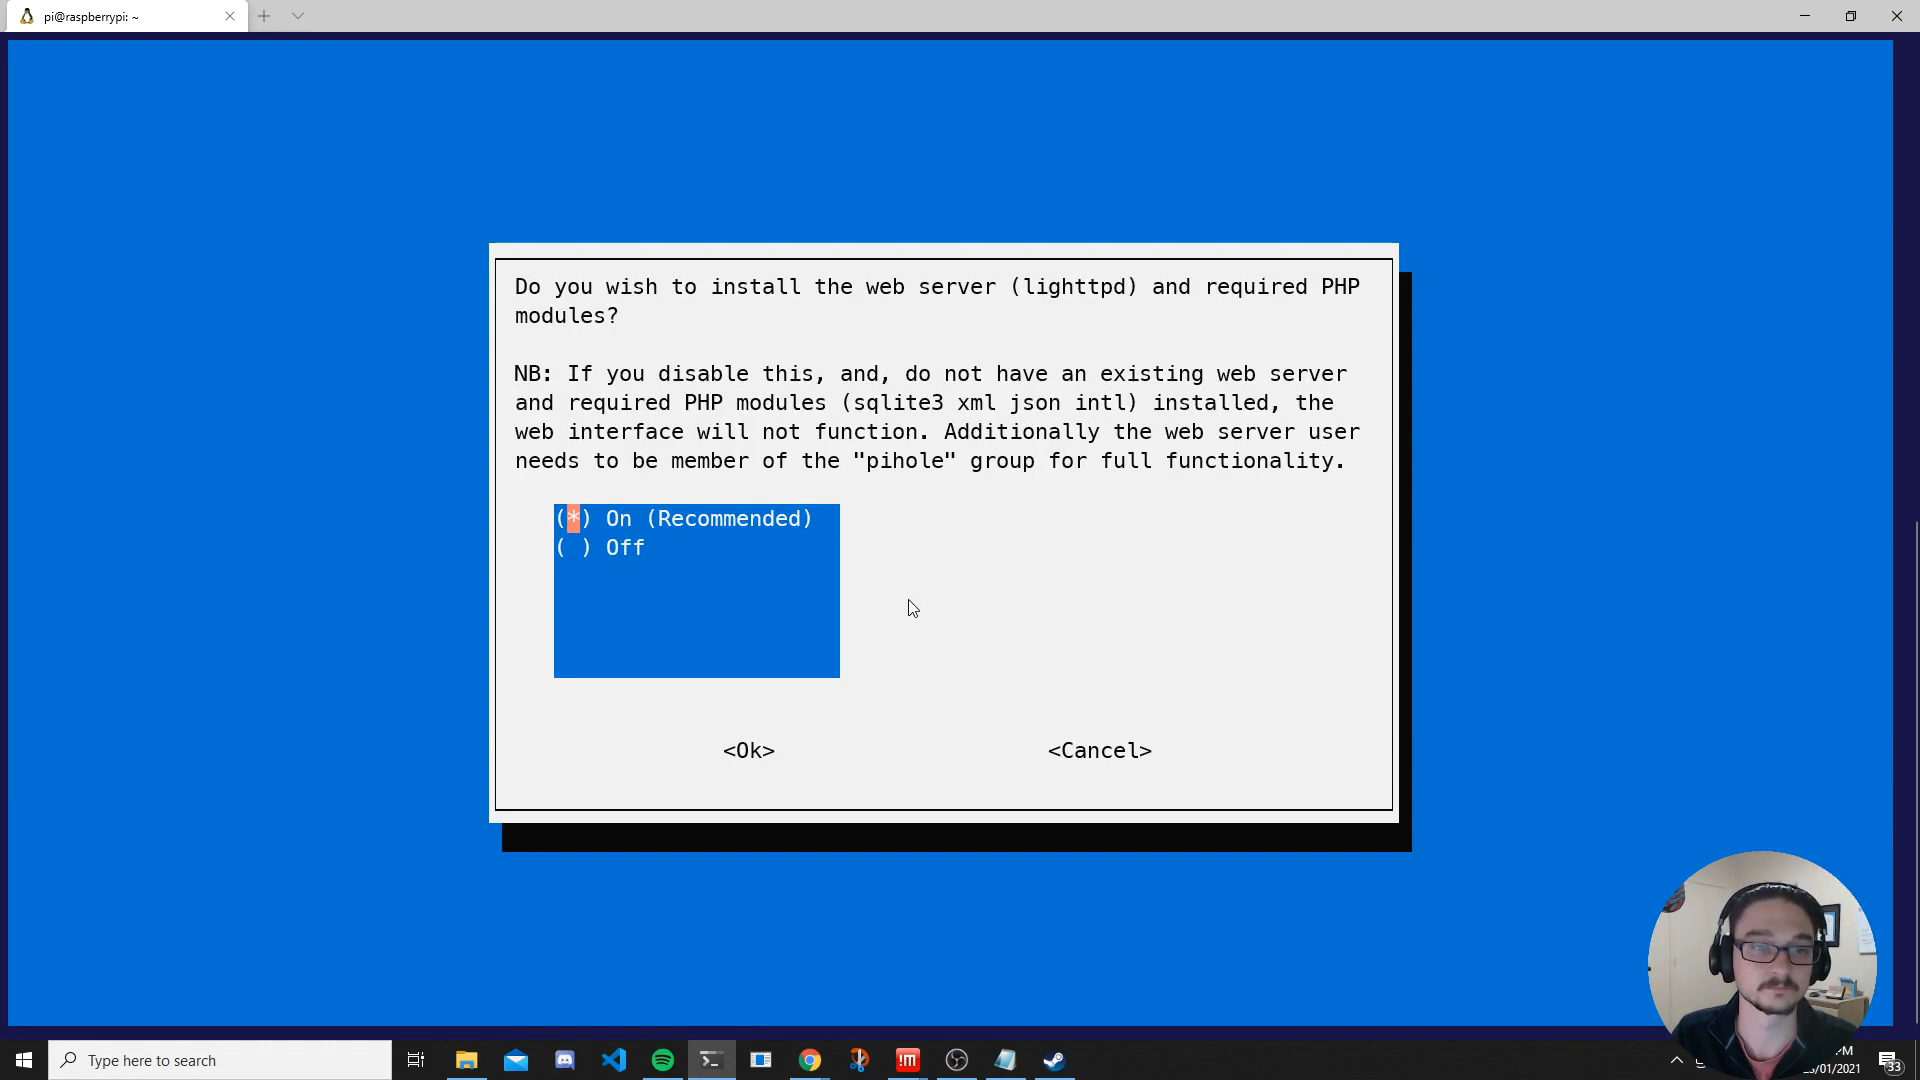 pi@raspberrypi: ~
Do you wish to install the web server (lighttpd) and required PHP
modules?
NB: If you disable this, and, do not have an existing web server
and required PHP modules (sqlite3 xml json intl) installed, the
web interface will not function. Additionally the web server user
needs to be member of the "pihole" group for full functionality.
(*) On (Recommended)
( ) Off
<Ok> <Cancel>
Type here to search
33